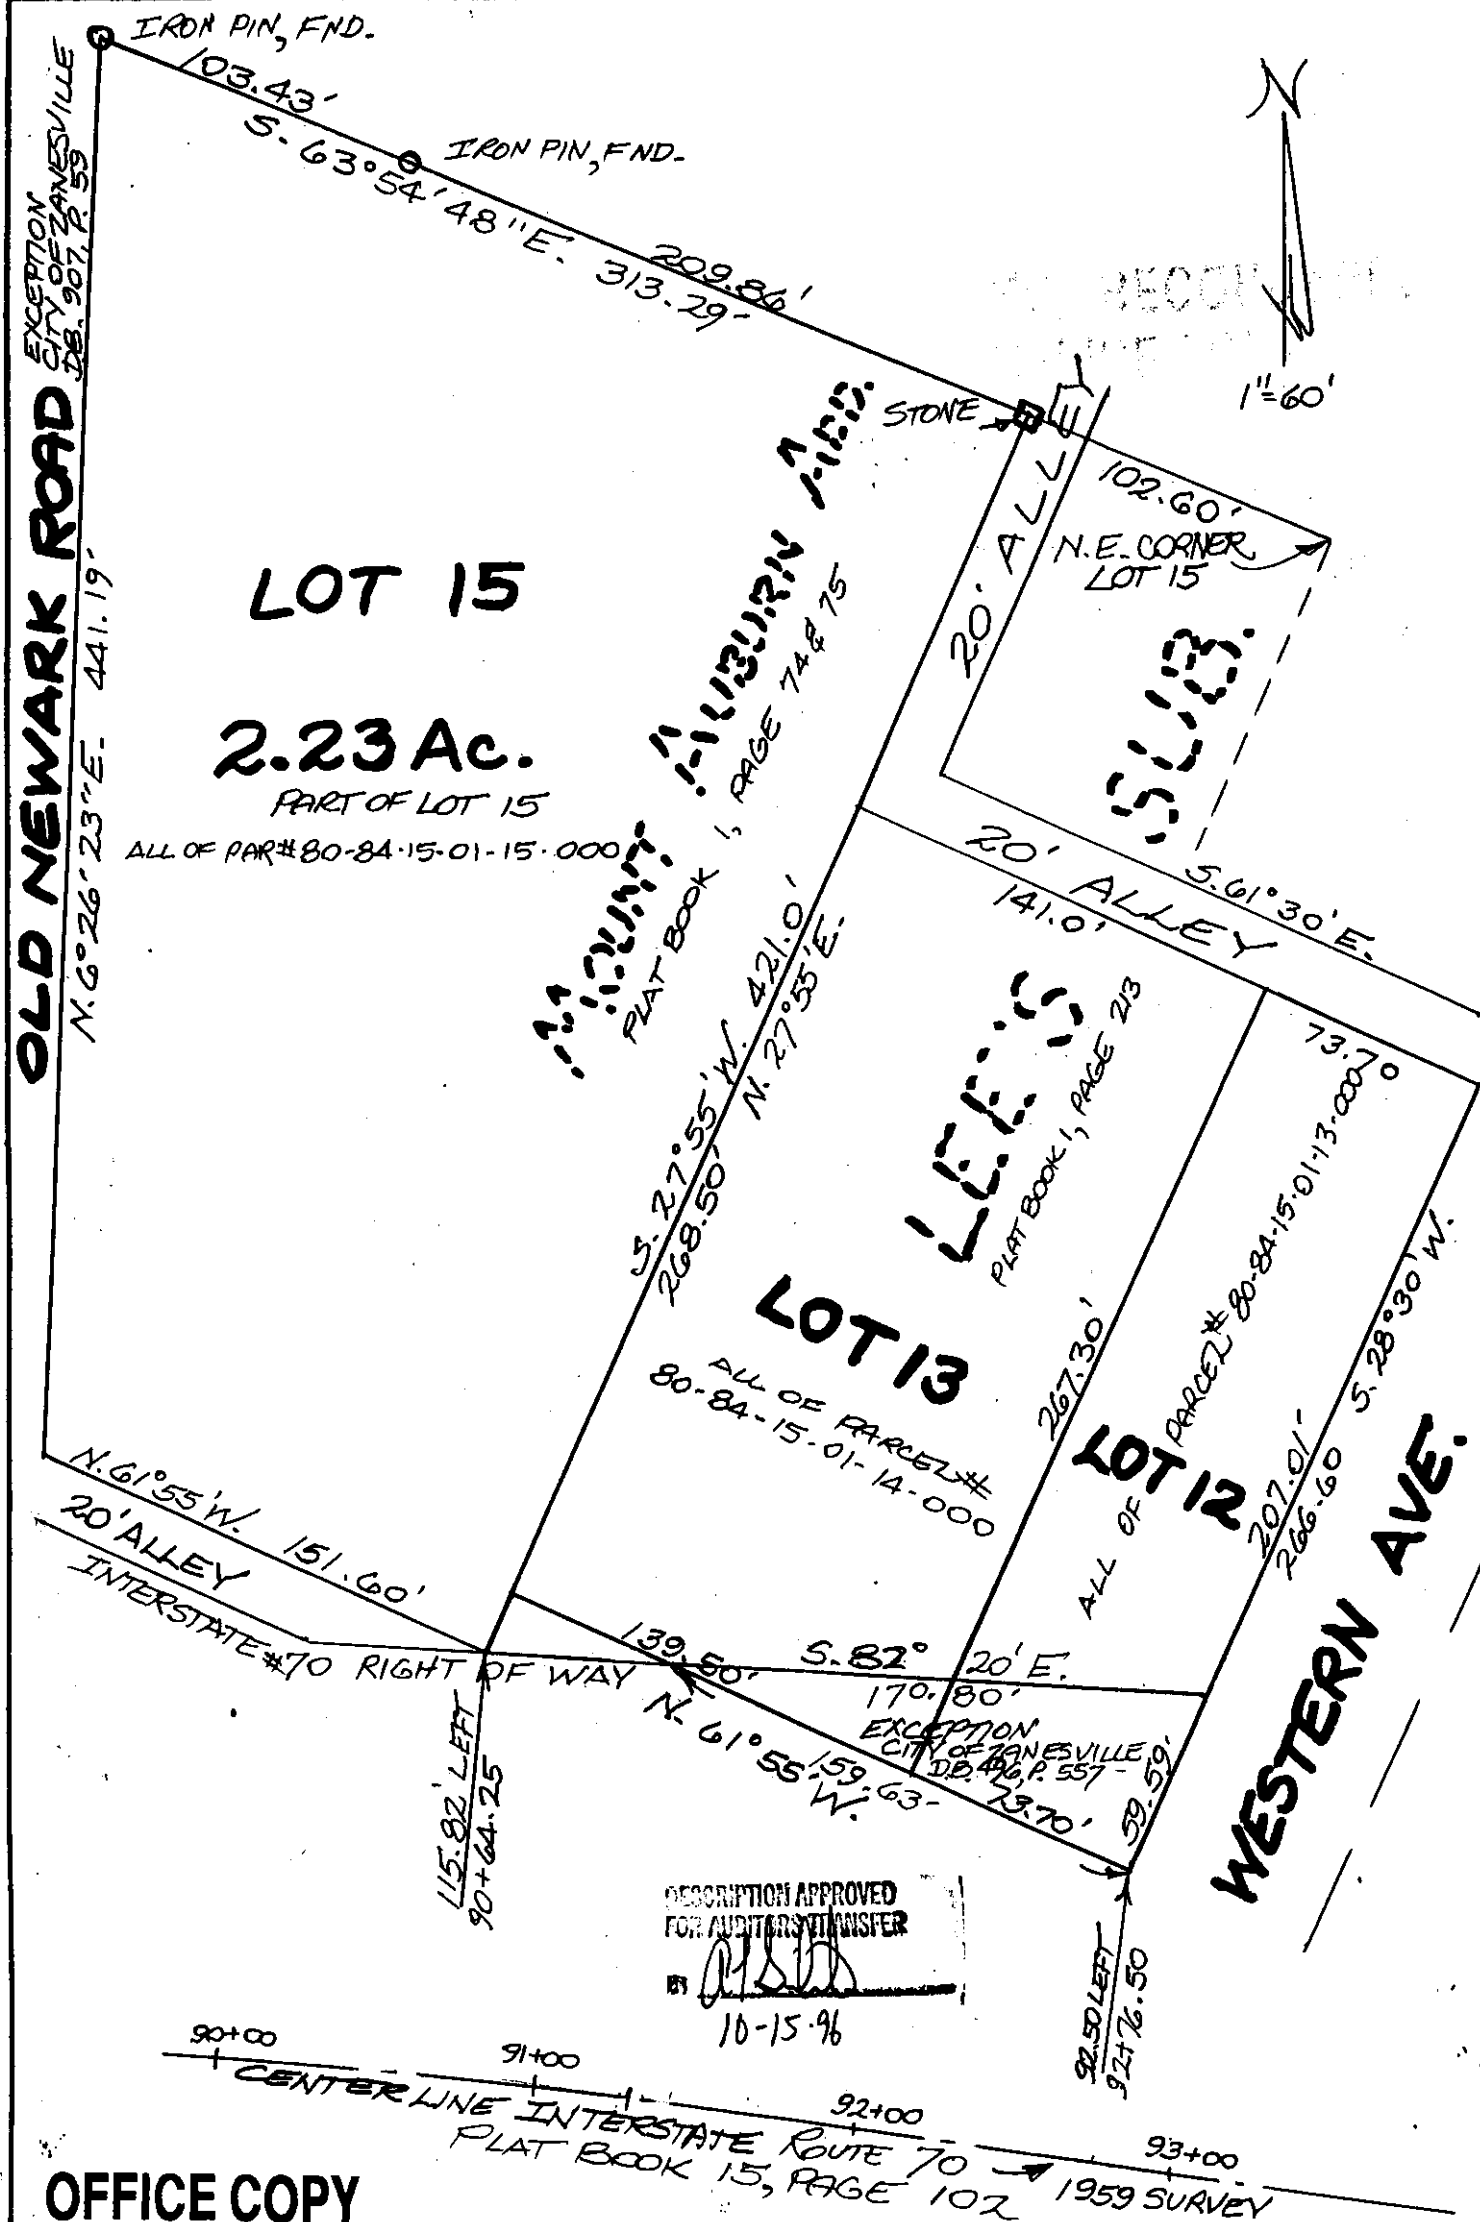 IRON PIN, FND.
103.43'
IRON PIN, FND.
S. 63°54'48"E. 313.29'
209.86'
EXCEPTION
CITY OF ZANESVILLE
DB. 907, P. 59
N
1"=60'
STONE
20' ALLEY
102.60'
N.E. CORNER
LOT 15
OLD NEWARK ROAD
N. 6°26'23"E. 441.19'
LOT 15
2.23 Ac.
PART OF LOT 15
ALL OF PAR# 80-84-15-01-15-000
MOUNT AUBURN ADD.
PLAT BOOK 1, PAGE 74 & 75
SUB.
20' ALLEY
S. 61°30'E.
141.0'
73.70
S. 27°55'W. 421.0'
N. 27°55'E.
268.50'
LEE'S
PLAT BOOK 1, PAGE 213
LOT 13
ALL OF PARCEL#
80-84-15-01-14-000
267.30'
LOT 12
ALL OF PARCEL# 80-84-15-01-13-000
S. 28°30'W.
207.01'
266.60
WESTERN AVE.
N. 61°55'W. 151.60'
20' ALLEY
INTERSTATE #70 RIGHT OF WAY
139.50'
S. 82° 20'E.
170.80'
N. 61°55' W.
159.63
EXCEPTION
CITY OF ZANESVILLE
D.B. 496, P. 557
73.70'
59.59'
115.82' LEFT
90+64.25
DESCRIPTION APPROVED
FOR AUDITORS TRANSFER
BY
10-15-96
92.50 LEFT
92+76.50
90+00
91+00
92+00
93+00
CENTER LINE INTERSTATE ROUTE 70
PLAT BOOK 15, PAGE 102
1959 SURVEY
OFFICE COPY